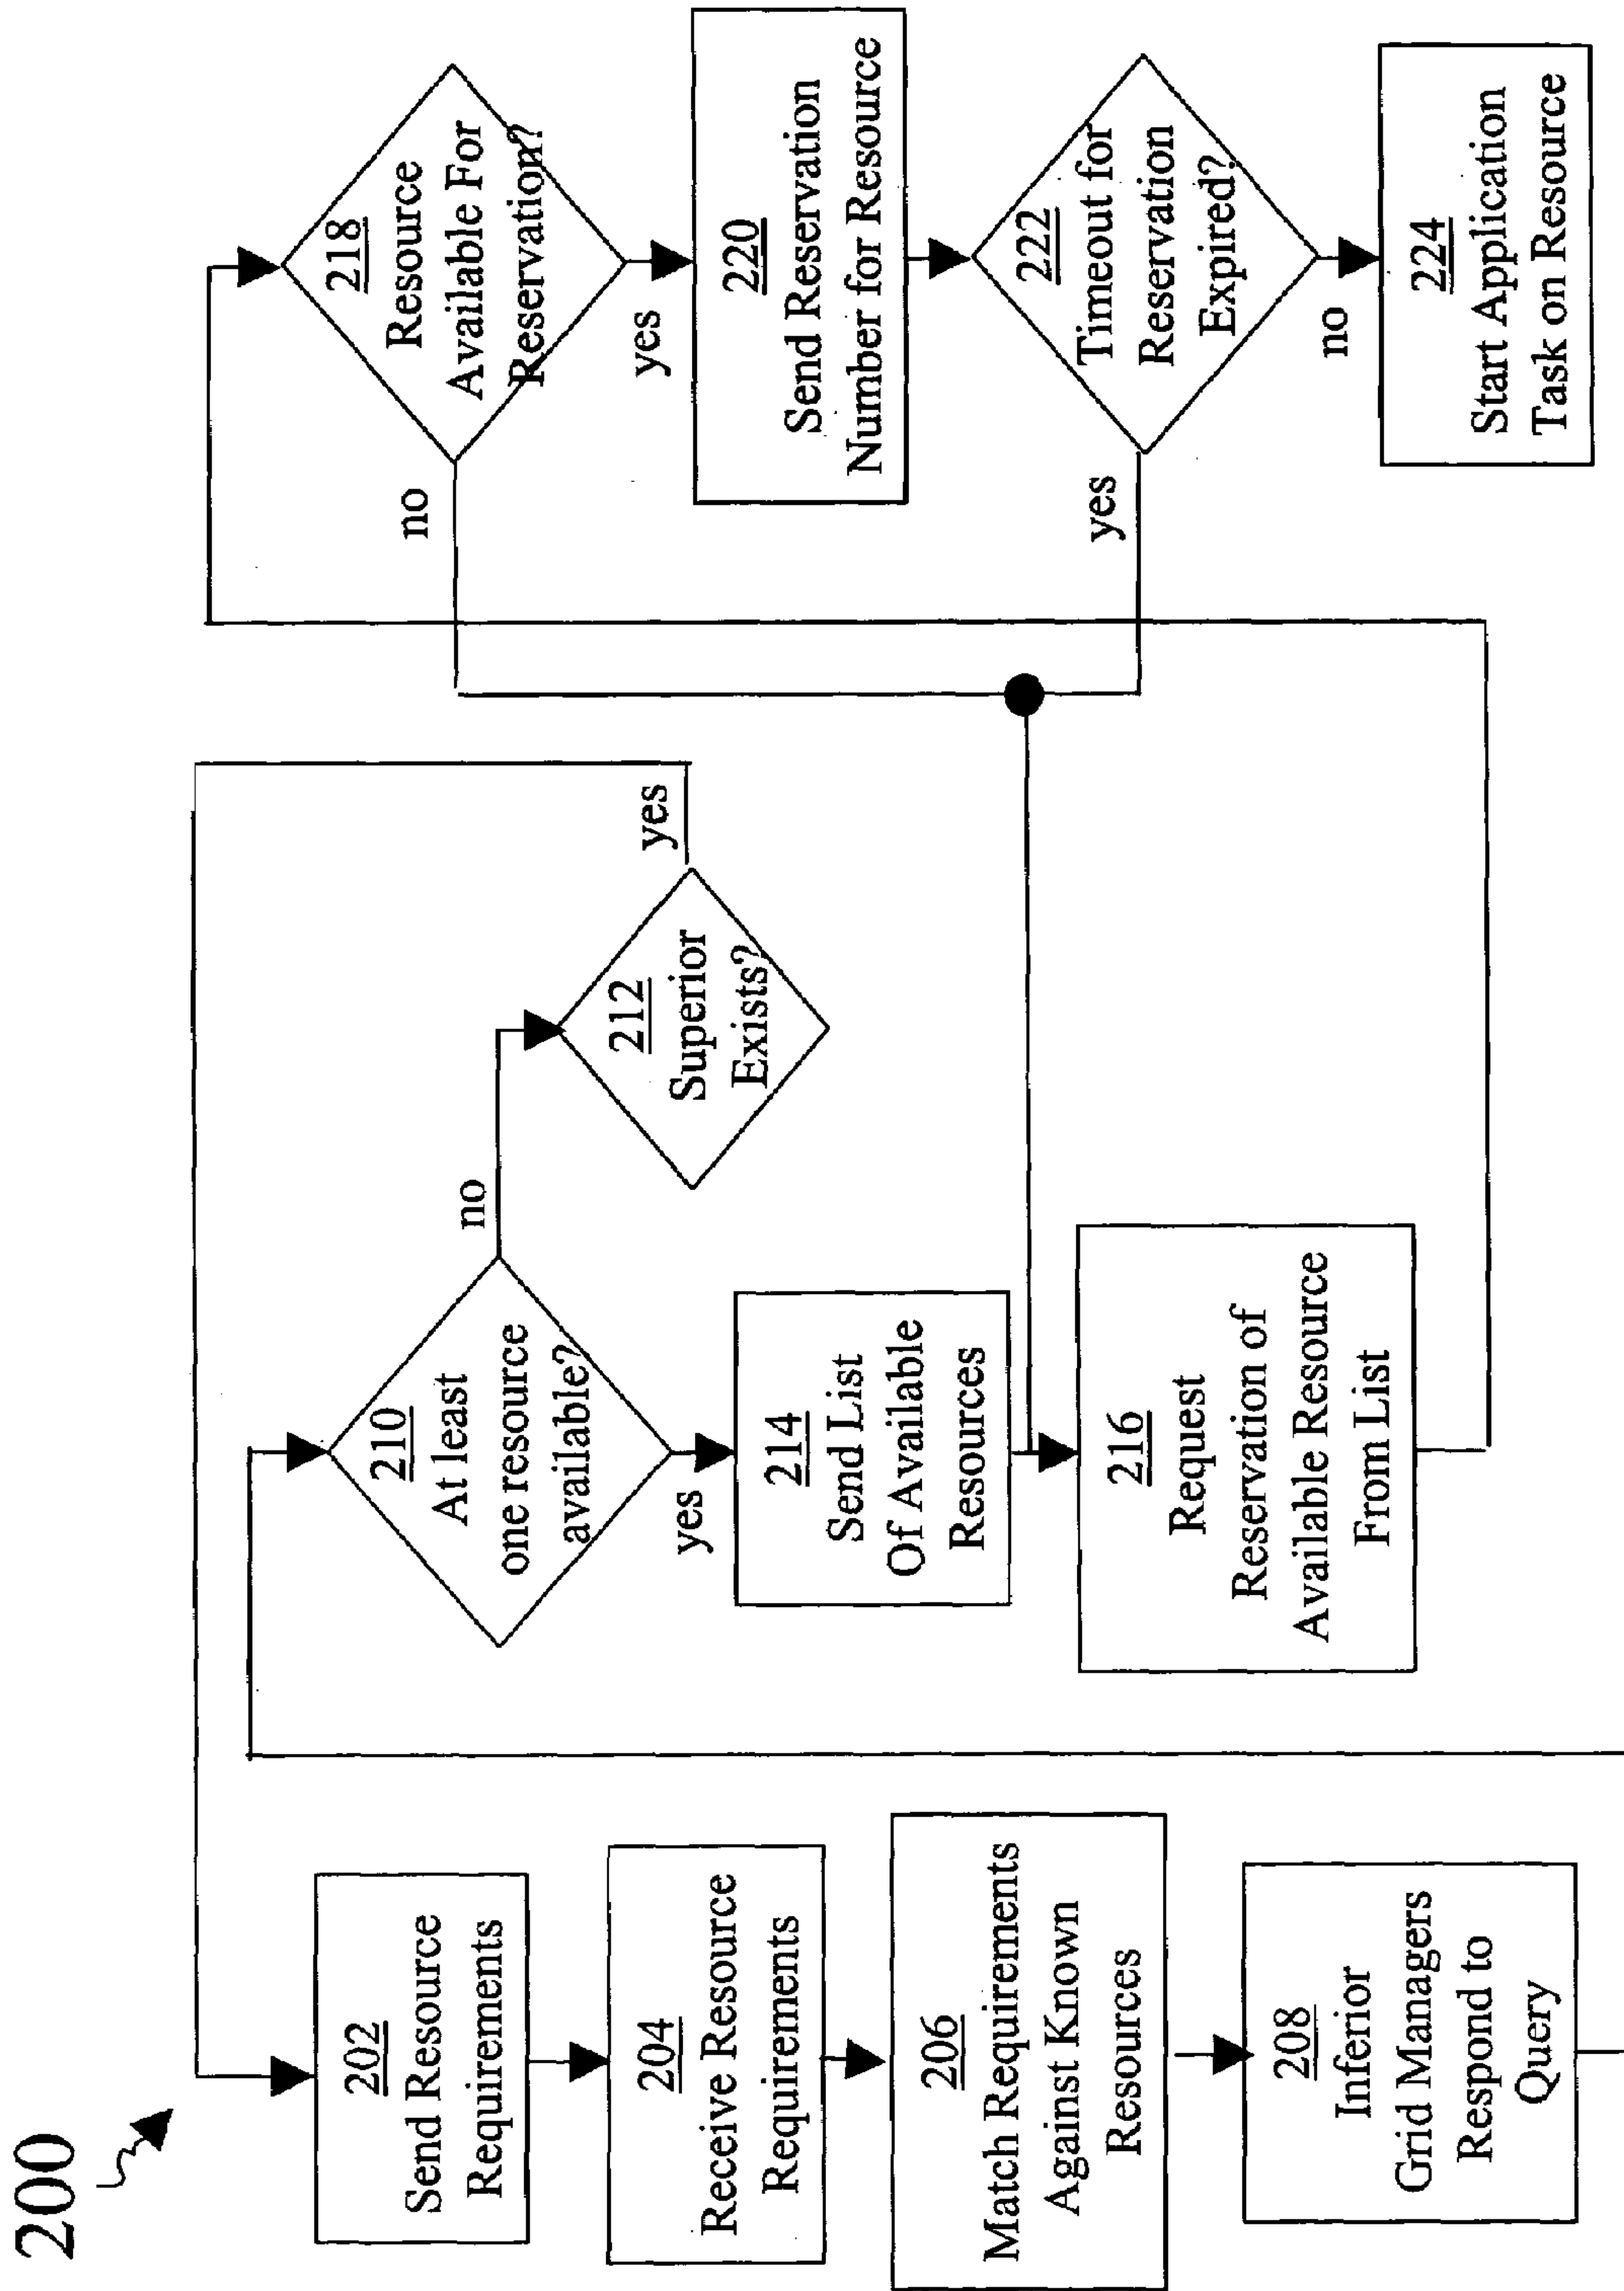 200
202
Send Resource
Requirements
204
Receive Resource
Requirements
206
Match Requirements
Against Known
Resources
208
Inferior
Grid Managers
Respond to
Query
210
At least
one resource
available?
no
yes
212
Superior
Exists?
yes
214
Send List
Of Available
Resources
216
Request
Reservation of
Available Resource
From List
218
Resource
Available For
Reservation?
no
yes
220
Send Reservation
Number for Resource
222
Timeout for
Reservation
Expired?
yes
no
224
Start Application
Task on Resource